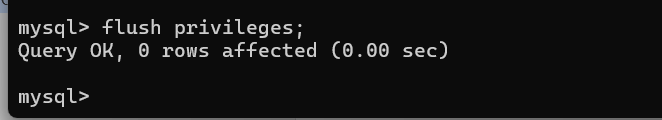 mysql> flush privileges;
Query OK, 0 rows affected (0.00 sec)
mysql>